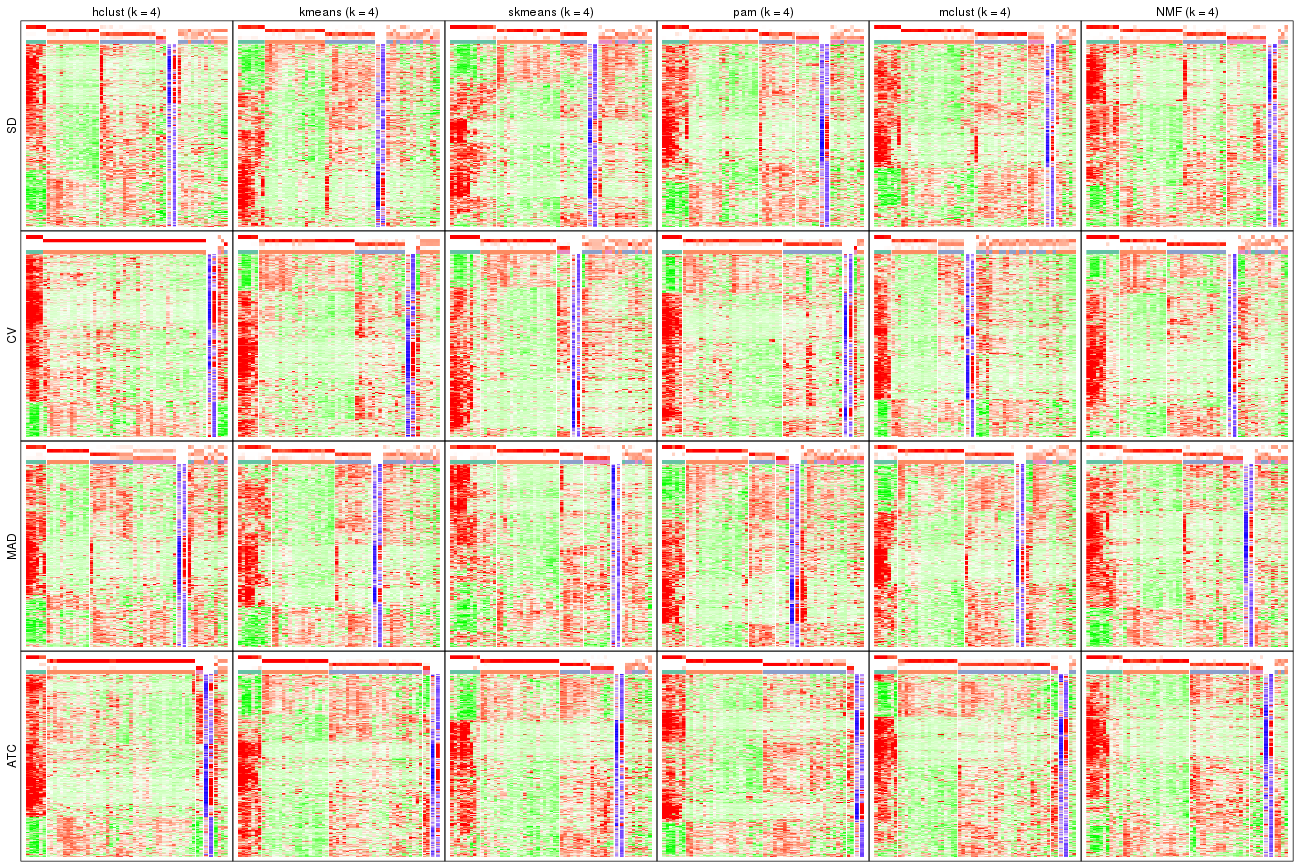 hclust (k = 4) kmeans (k = 4) skmeans (k = 4) pam (k = 4) mclust (k = 4) NMF (k = 4)
SD
CV
MAD
ATC